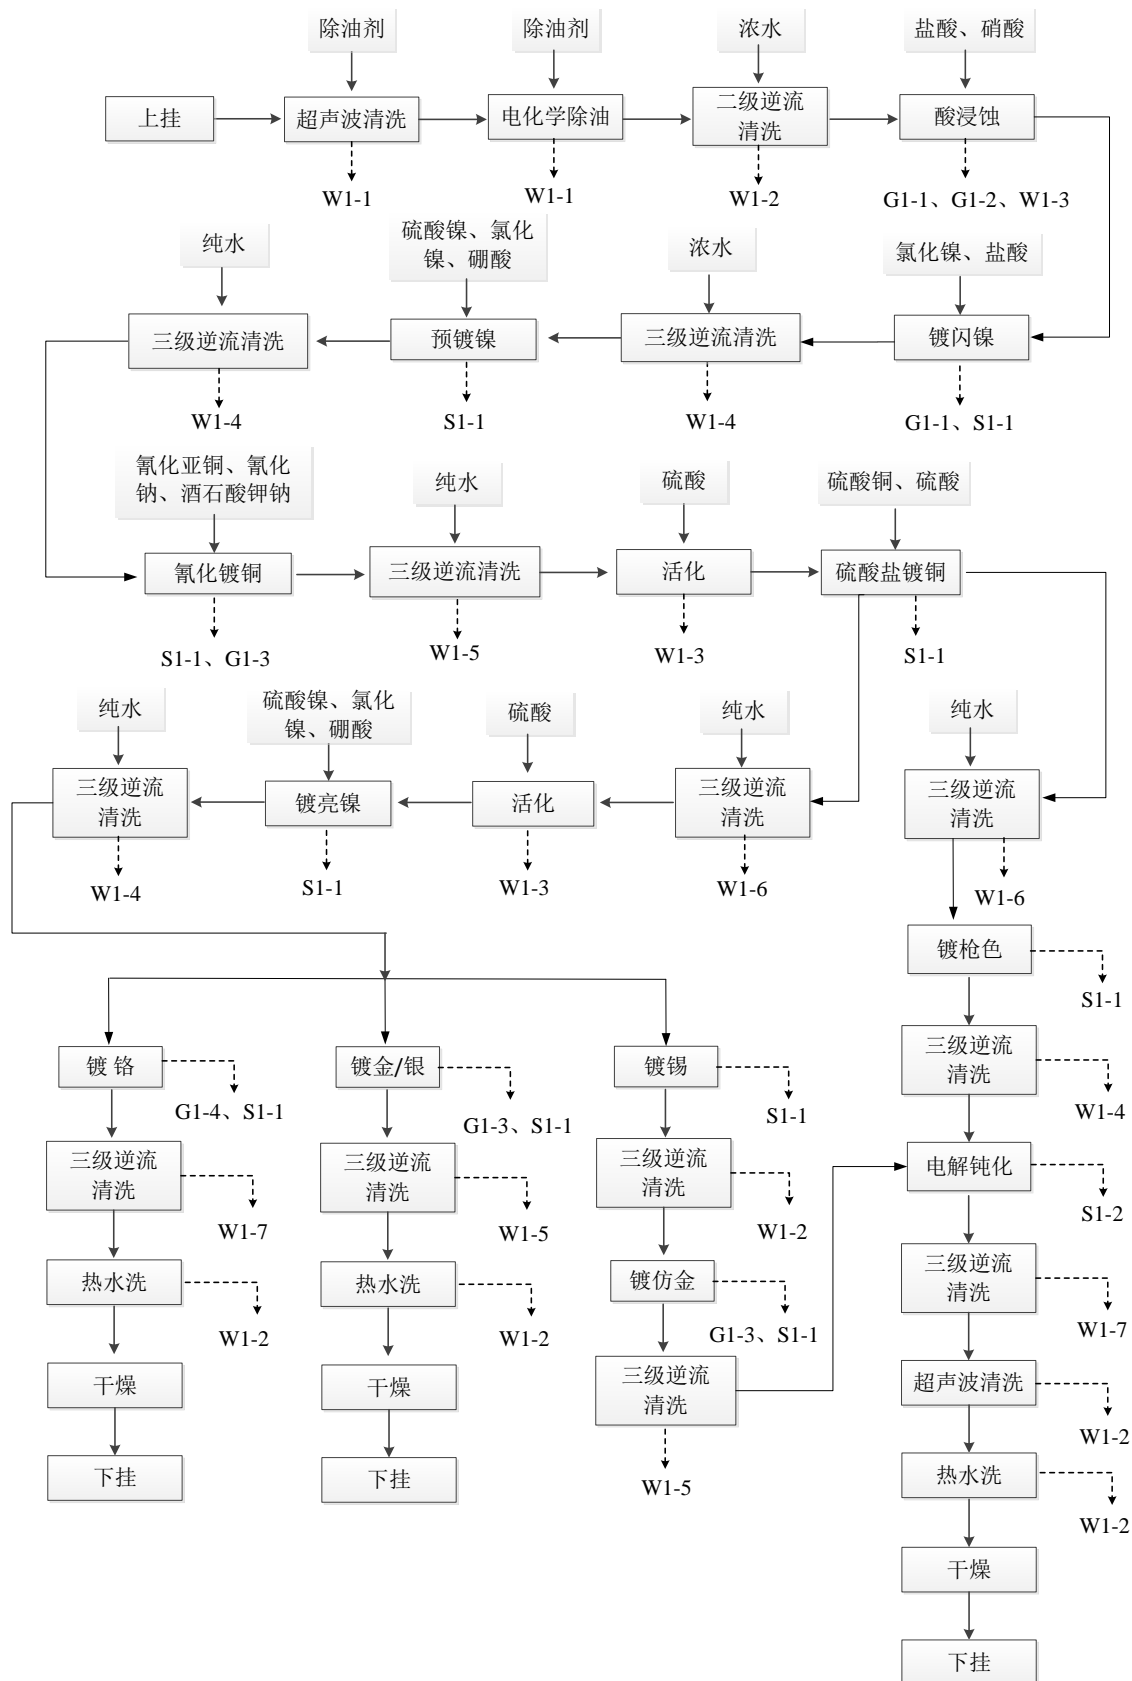 除油剂
除油剂
浓水
盐酸、硝酸
上挂
超声波清洗
电化学除油
二级逆流
清洗
酸浸蚀
W1-1
W1-1
W1-2
G1-1、G1-2、W1-3
纯水
硫酸镍、氯化
镍、硼酸
浓水
氯化镍、盐酸
三级逆流清洗
预镀镍
三级逆流清洗
镀闪镍
W1-4
S1-1
W1-4
G1-1、S1-1
氰化亚铜、氰化
钠、酒石酸钾钠
纯水
硫酸
硫酸铜、硫酸
氰化镀铜
三级逆流清洗
活化
硫酸盐镀铜
S1-1、G1-3
W1-5
W1-3
S1-1
纯水
硫酸镍、氯化
镍、硼酸
硫酸
纯水
纯水
三级逆流
清洗
镀亮镍
活化
三级逆流
清洗
三级逆流
清洗
W1-4
S1-1
W1-3
W1-6
W1-6
镀枪色
S1-1
镀 铬
镀金/银
镀锡
三级逆流
清洗
G1-4、S1-1
G1-3、S1-1
S1-1
W1-4
三级逆流
清洗
三级逆流
清洗
三级逆流
清洗
电解钝化
W1-7
W1-5
W1-2
S1-2
热水洗
热水洗
镀仿金
三级逆流
清洗
W1-2
W1-2
G1-3、S1-1
W1-7
干燥
干燥
三级逆流
清洗
超声波清洗
W1-2
下挂
下挂
W1-5
热水洗
W1-2
干燥
下挂